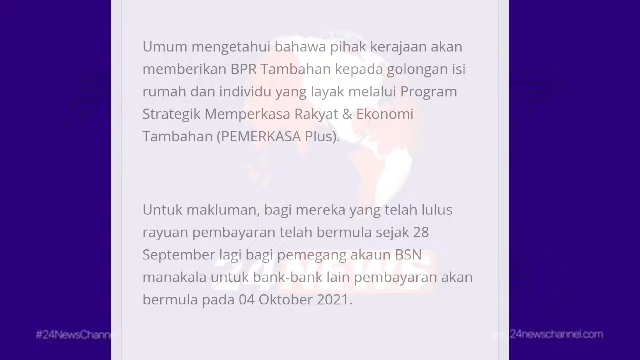 Umum mengetahui bahawa pihak kerajaan akan
memberikan BPR Tambahan kepada golongan isi
rumah dan individu yang layak melalui Program
Strategik Memperkasa Rakyat & Ekonomi
Tambahan (PEMERKASA Plus).
Untuk makluman, bagi mereka yang telah lulus
rayuan pembayaran telah bermula sejak 28
September lagi bagi pemegang akaun BSN
manakala untuk bank-bank lain pembayaran akan
bermula pada 04 Oktober 2021.
24 NEWS
#24NewsChannel
24newschannel.com